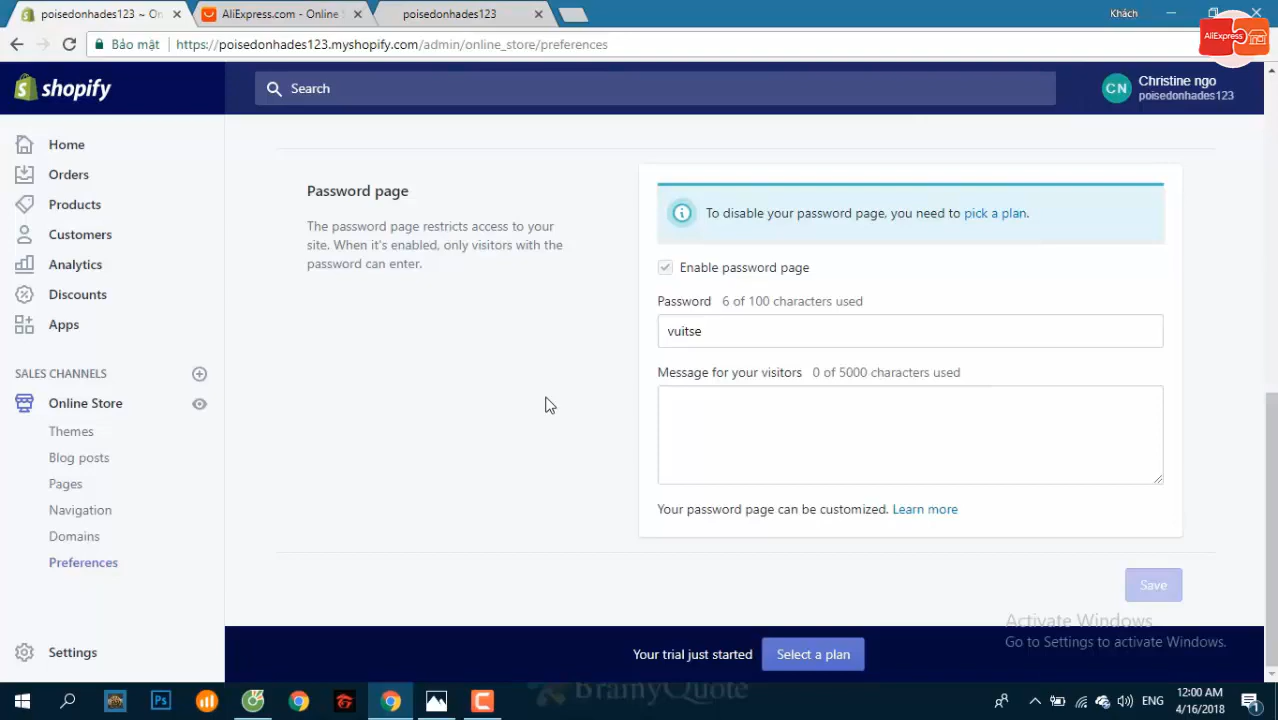 poisedonhades123 ~ On
AliExpress.com - Online S
poisedonhades123
Khách
Bảo mật
https://poisedonhades123.myshopify.com/admin/online_store/preferences
AliExpress
shopify
Search
CN
Christine ngo
poisedonhades123
Home
Orders
Products
Customers
Analytics
Discounts
Apps
SALES CHANNELS
Online Store
Themes
Blog posts
Pages
Navigation
Domains
Preferences
Settings
Password page
The password page restricts access to your
site. When it's enabled, only visitors with the
password can enter.
To disable your password page, you need to pick a plan.
Enable password page
Password 6 of 100 characters used
vuitse
Message for your visitors 0 of 5000 characters used
Your password page can be customized. Learn more
Save
Activate Windows
Go to Settings to activate Windows.
Your trial just started
Select a plan
BrainyQuote
Ps
ENG
12:00 AM
4/16/2018
1